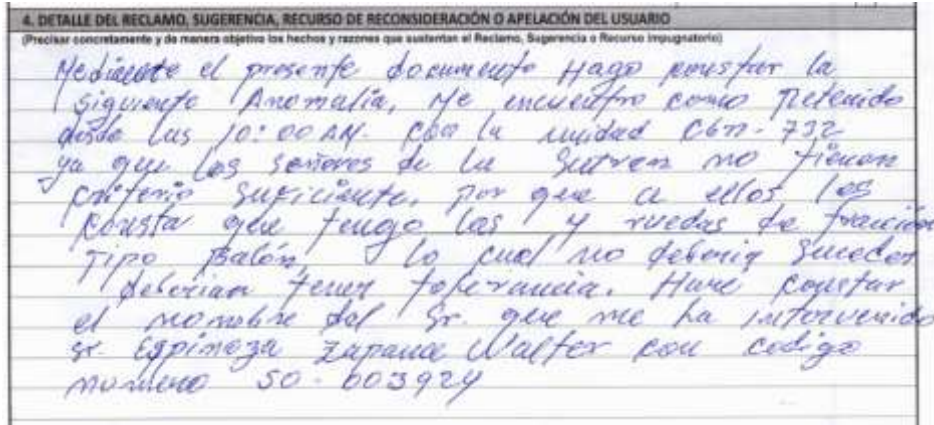 4. DETALLE DEL RECLAMO, SUGERENCIA, RECURSO DE RECONSIDERACIÓN O APELACIÓN DEL USUARIO
(Precisar concretamente y de manera objetiva los hechos y razones que sustentan el Reclamo, Sugerencia o Recurso Impugnatorio)
Mediante el presente documento Hago constar la
siguiente Anomalía, Me encuentro como Retenido
desde las 10:00 AM. con la unidad C6n-732
ya que los señores de la Sutran no tienen
criterio suficiente, por que a ellos les
consta que tengo las 4 ruedas de tracción
Tipo Balón, lo cual no deberia suceder
deberian tener tolerancia. Hare constar
el nomobre del Sr. que me ha intervenido
sr. Espinoza Zapana Walter con codigo
numero SO-003924